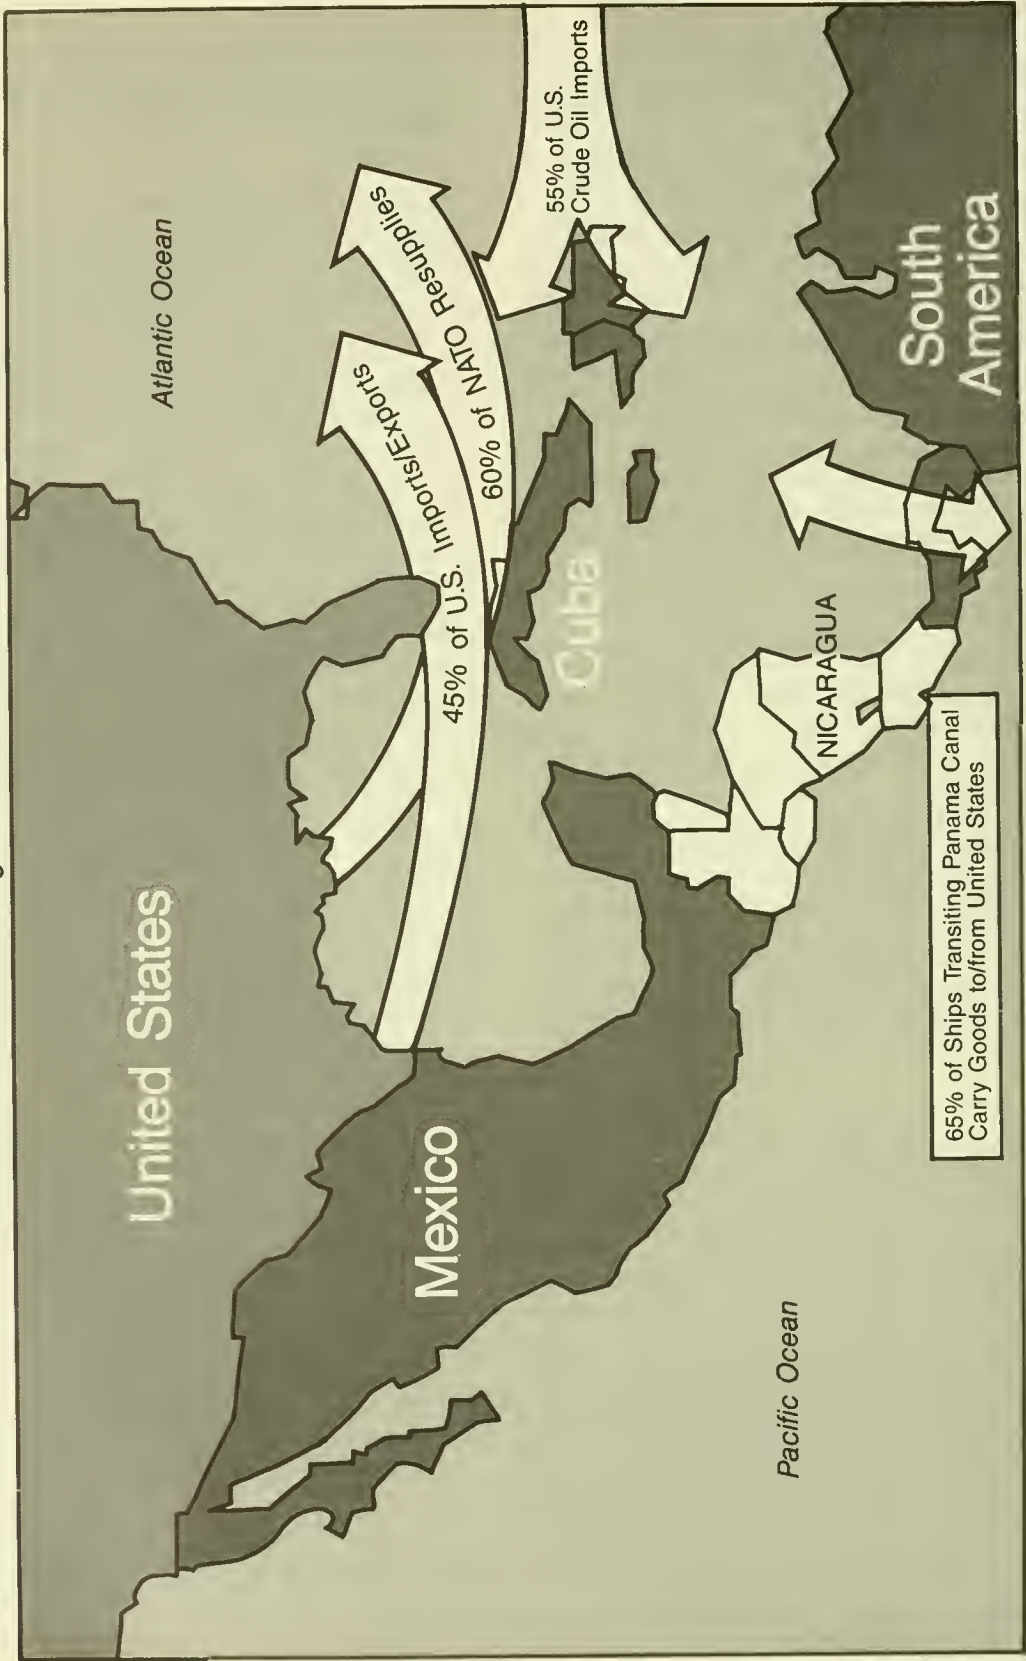 United States
Atlantic Ocean
45% of U.S. Imports/Exports
60% of NATO Resupplies
55% of U.S.
Crude Oil Imports
Mexico
Cuba
NICARAGUA
South
America
Pacific Ocean
65% of Ships Transiting Panama Canal
Carry Goods to/from United States